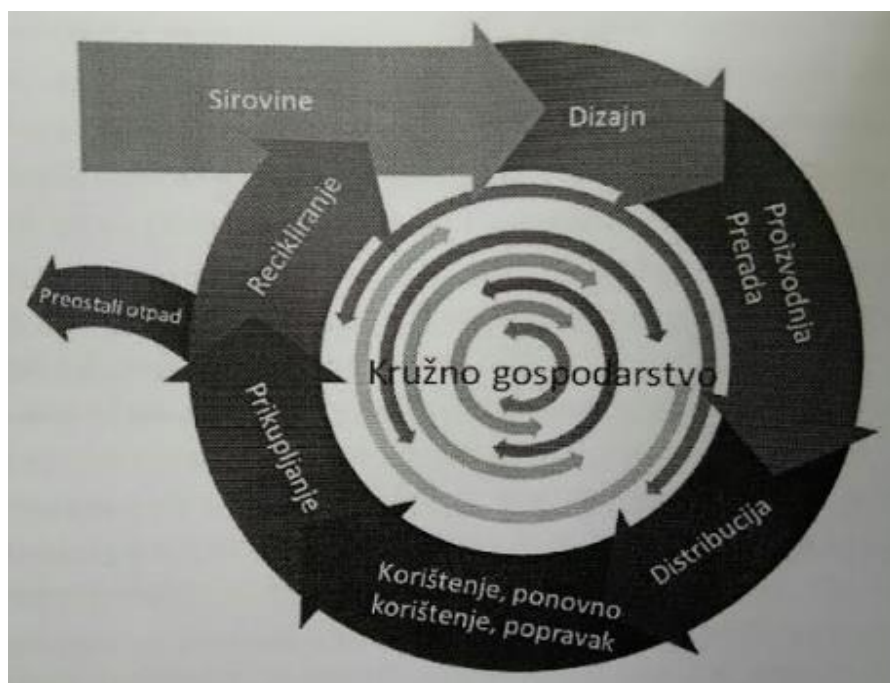 Sirovine
Dizajn
Proizvodnja
Prerada
Distribucija
Korištenje, ponovno
korištenje, popravak
Prikupljanje
Recikliranje
Preostali otpad
Kružno gospodarstvo